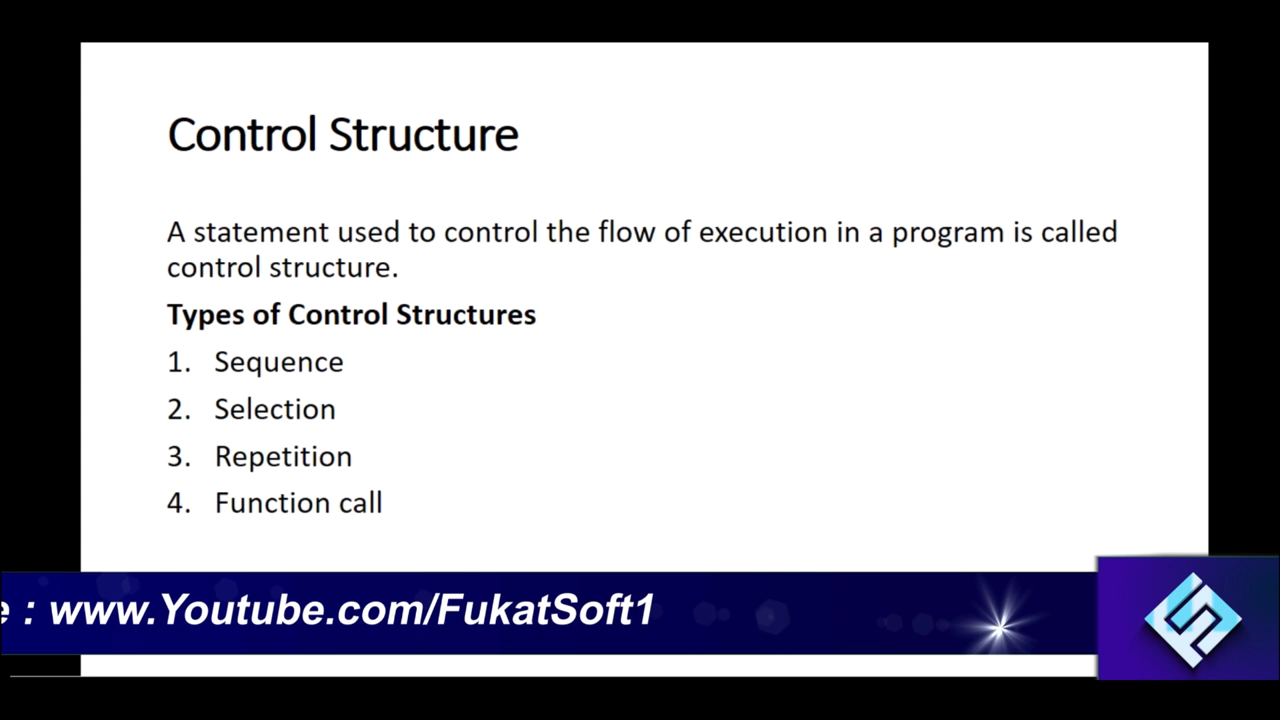 Control Structure
A statement used to control the flow of execution in a program is called
control structure.
Types of Control Structures
1. Sequence
2. Selection
3. Repetition
4. Function call
e : www.Youtube.com/FukatSoft1